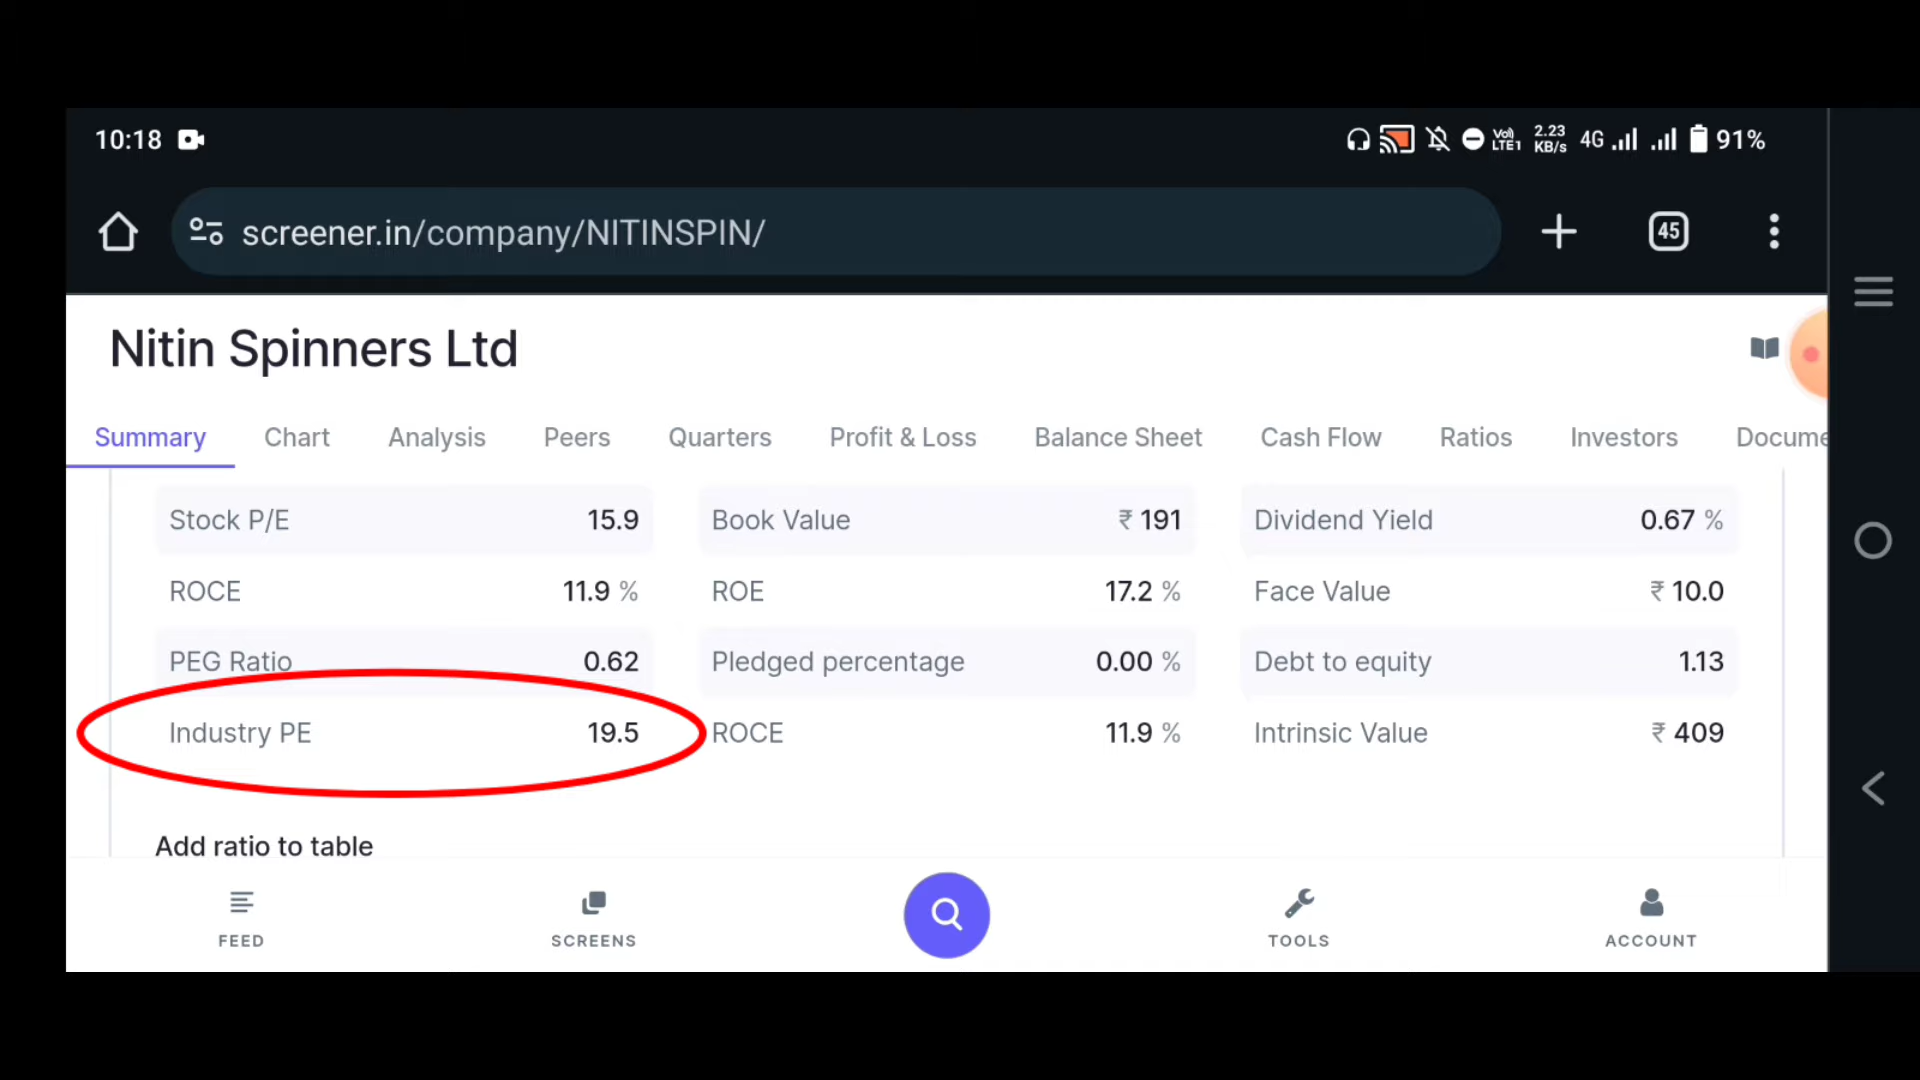 10:18 Vo) LTE1 2.23 KB/s 4G 91%
screener.in/company/NITINSPIN/ 45
Nitin Spinners Ltd
Summary Chart Analysis Peers Quarters Profit & Loss Balance Sheet Cash Flow Ratios Investors Docume
Stock P/E 15.9 Book Value ₹ 191 Dividend Yield 0.67 %
ROCE 11.9 % ROE 17.2 % Face Value ₹ 10.0
PEG Ratio 0.62 Pledged percentage 0.00 % Debt to equity 1.13
Industry PE 19.5 ROCE 11.9 % Intrinsic Value ₹ 409
Add ratio to table
FEED SCREENS TOOLS ACCOUNT